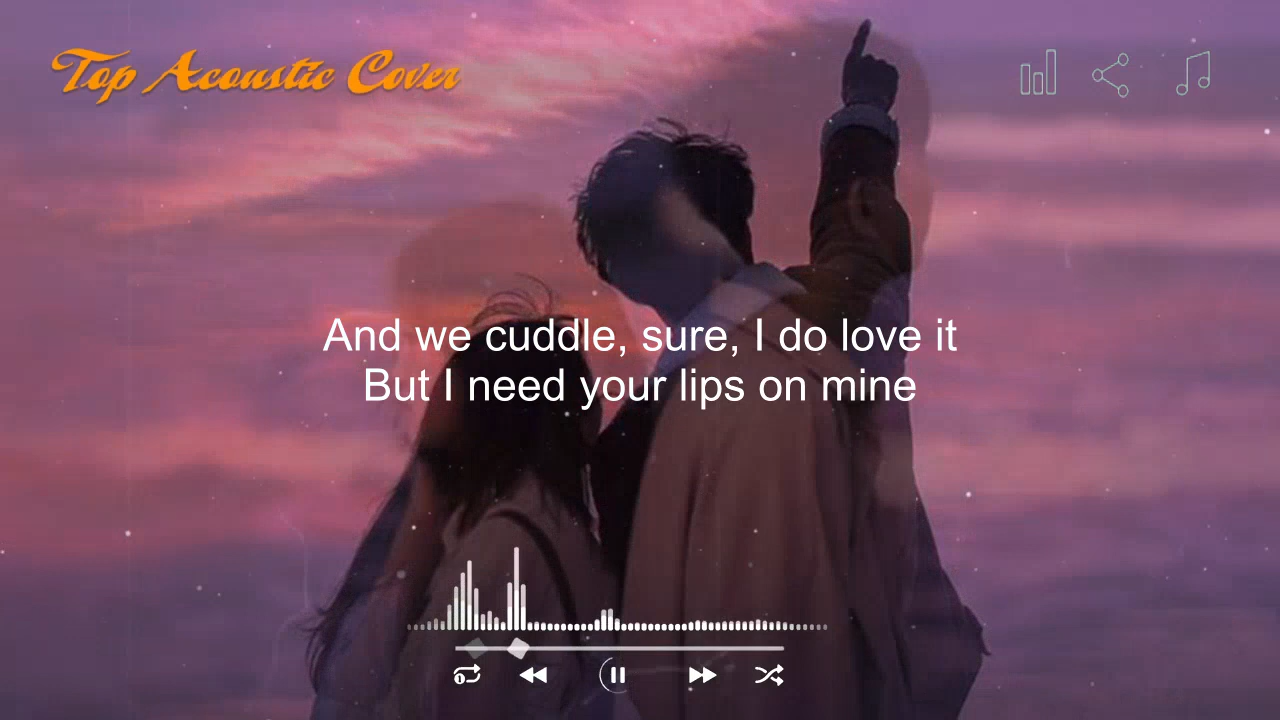 Top Acoustic Cover
And we cuddle, sure, I do love it
But I need your lips on mine